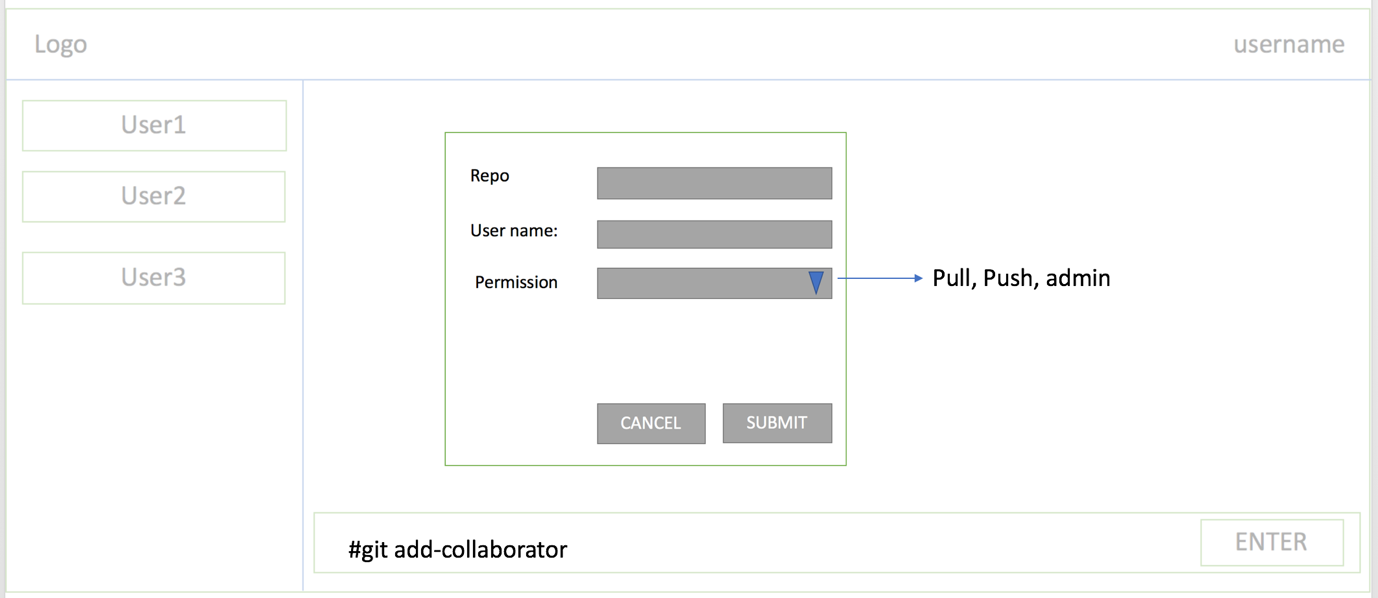 Logo
username
User1
User2
User3
Repo
User name:
Permission
Pull, Push, admin
CANCEL
SUBMIT
#git add-collaborator
ENTER